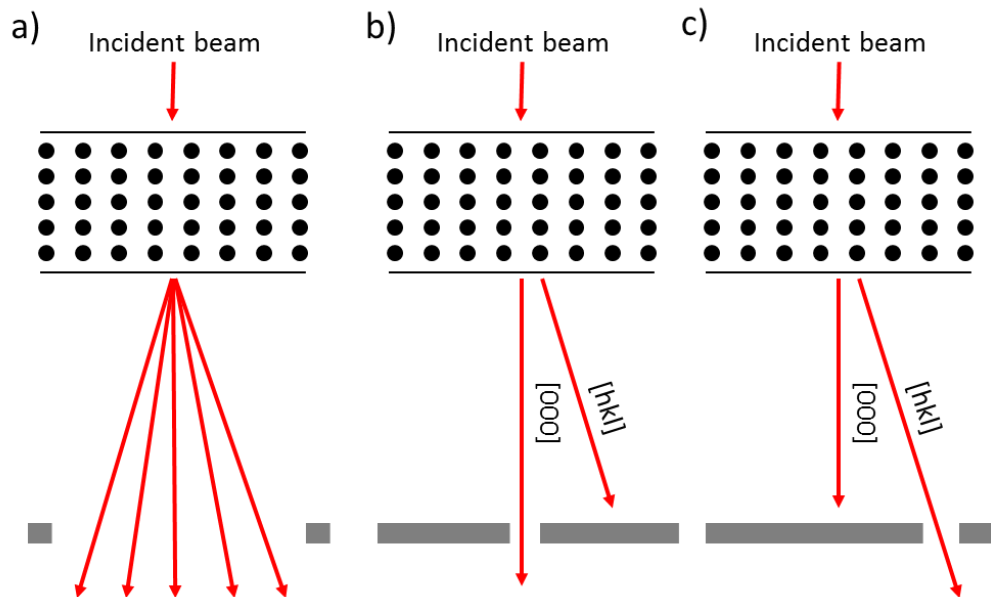 a)
Incident beam
b)
Incident beam
c)
Incident beam
[000]
[hkl]
[000]
[hkl]